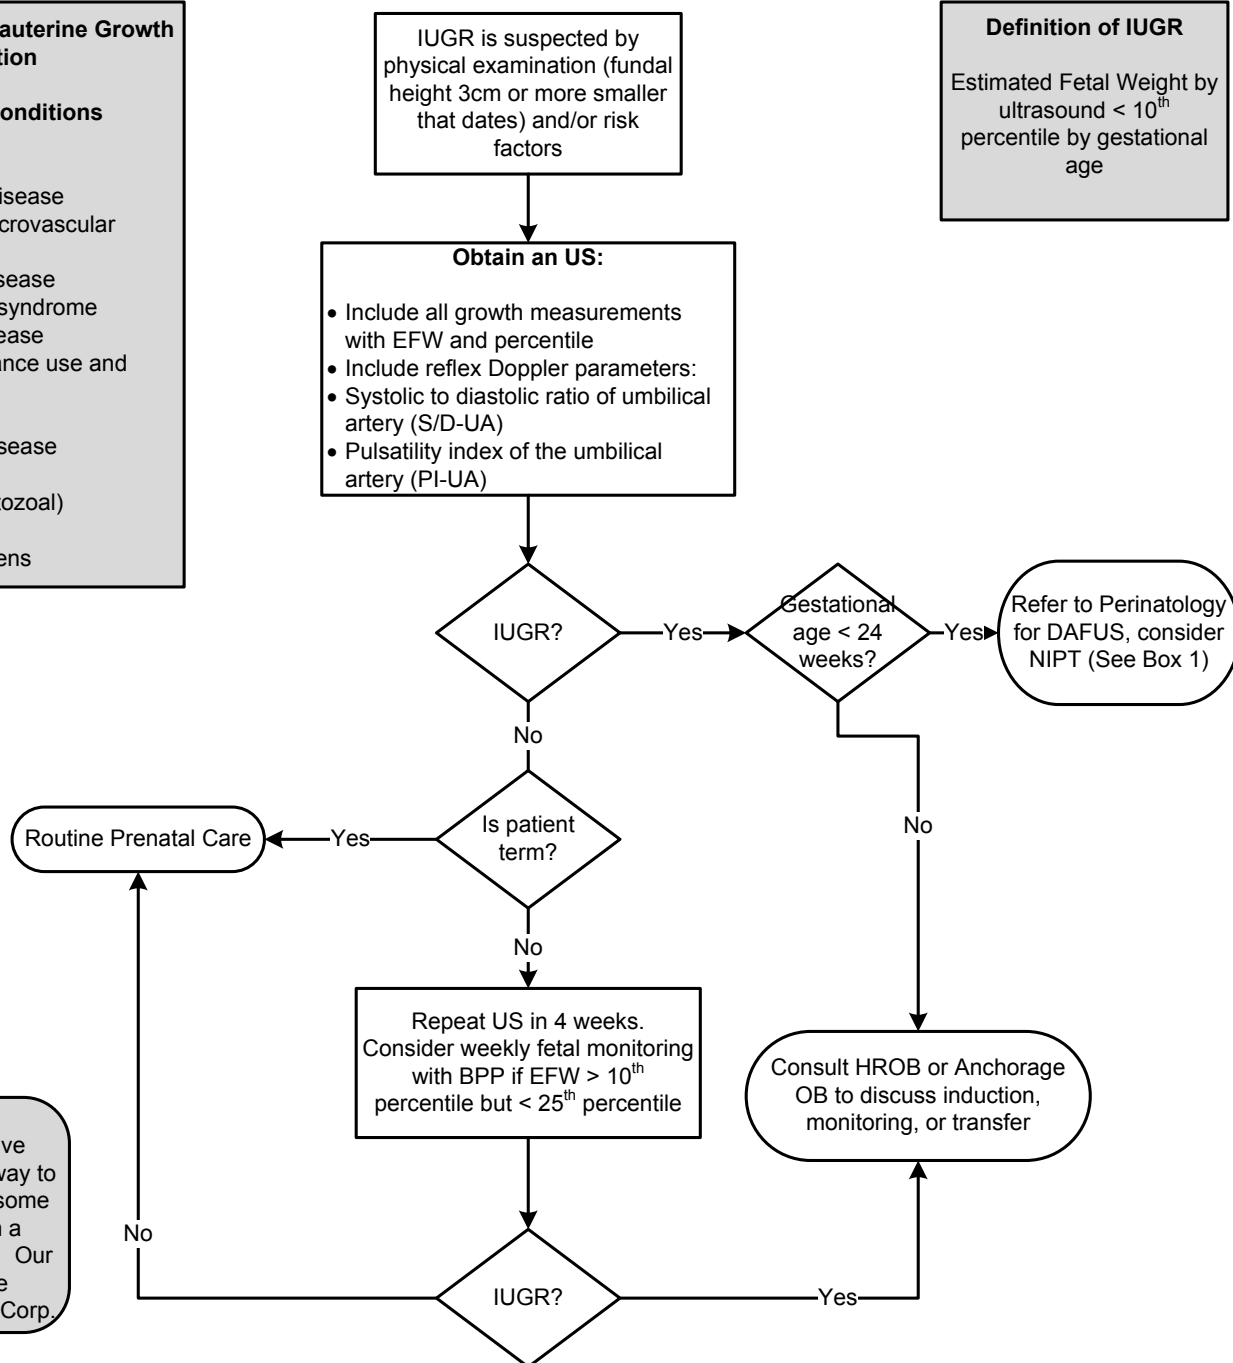 auterine Growth
tion
onditions
isease
crovascular
sease
syndrome
ease
ance use and
sease
tozoal)
ens
IUGR is suspected by
physical examination (fundal
height 3cm or more smaller
that dates) and/or risk
factors
Definition of IUGR
Estimated Fetal Weight by
ultrasound < 10th
percentile by gestational
age
Obtain an US:
• Include all growth measurements
with EFW and percentile
• Include reflex Doppler parameters:
• Systolic to diastolic ratio of umbilical
artery (S/D-UA)
• Pulsatility index of the umbilical
artery (PI-UA)
IUGR?
Yes
Gestational
age < 24
weeks?
Yes
Refer to Perinatology
for DAFUS, consider
NIPT (See Box 1)
No
No
Is patient
term?
Yes
Routine Prenatal Care
No
Repeat US in 4 weeks.
Consider weekly fetal monitoring
with BPP if EFW > 10th
percentile but < 25th percentile
Consult HROB or Anchorage
OB to discuss induction,
monitoring, or transfer
ve
way to
some
n a
Our
e
Corp.
No
IUGR?
Yes